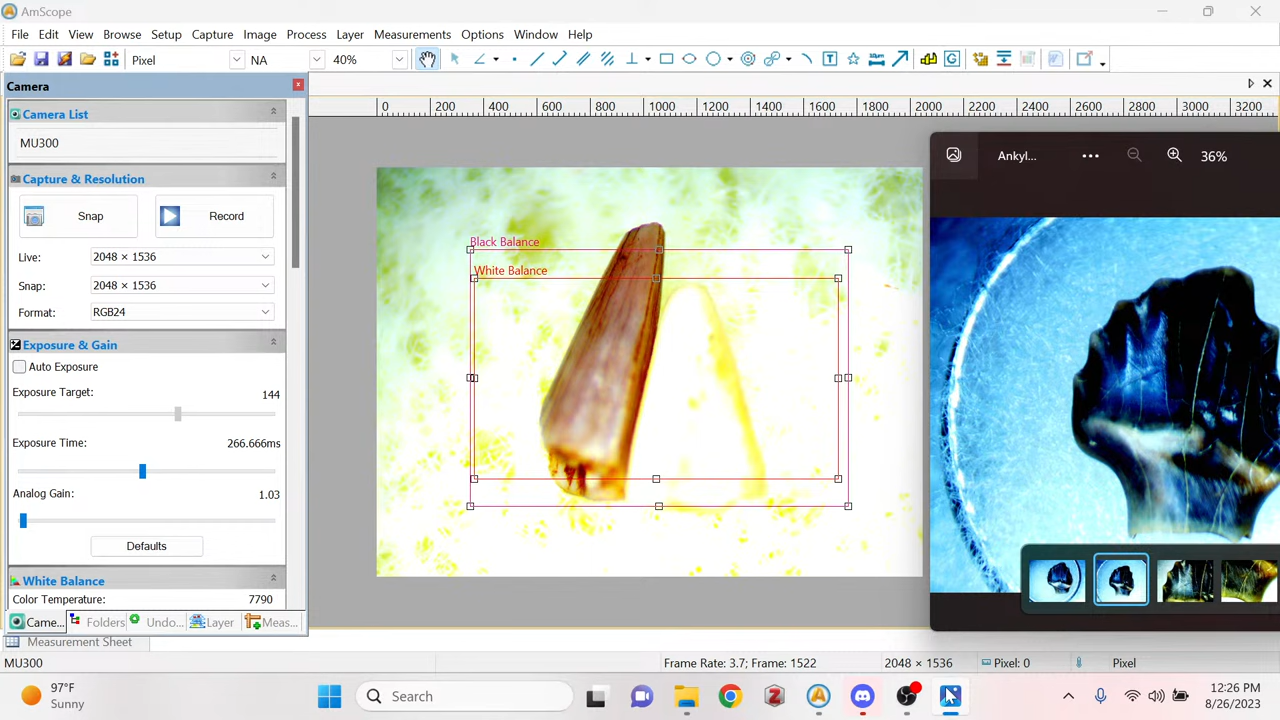 AmScope
File Edit View Browse Setup Capture Image Process Layer Measurements Options Window Help
Pixel NA 40%
Camera
Camera List
MU300
Capture & Resolution
Snap Record
Live: 2048 × 1536
Snap: 2048 × 1536
Format: RGB24
Exposure & Gain
Auto Exposure
Exposure Target: 144
Exposure Time: 266.666ms
Analog Gain: 1.03
Defaults
White Balance
Color Temperature: 7790
Came... Folders Undo... Layer Meas...
Measurement Sheet
0 200 400 600 800 1000 1200 1400 1600 1800 2000 2200 2400 2600 2800 3000 3200
Black Balance
White Balance
Ankyl... 36%
MU300 Frame Rate: 3.7; Frame: 1522 2048 × 1536 Pixel: 0 Pixel
97°F
Sunny
Search
12:26 PM
8/26/2023